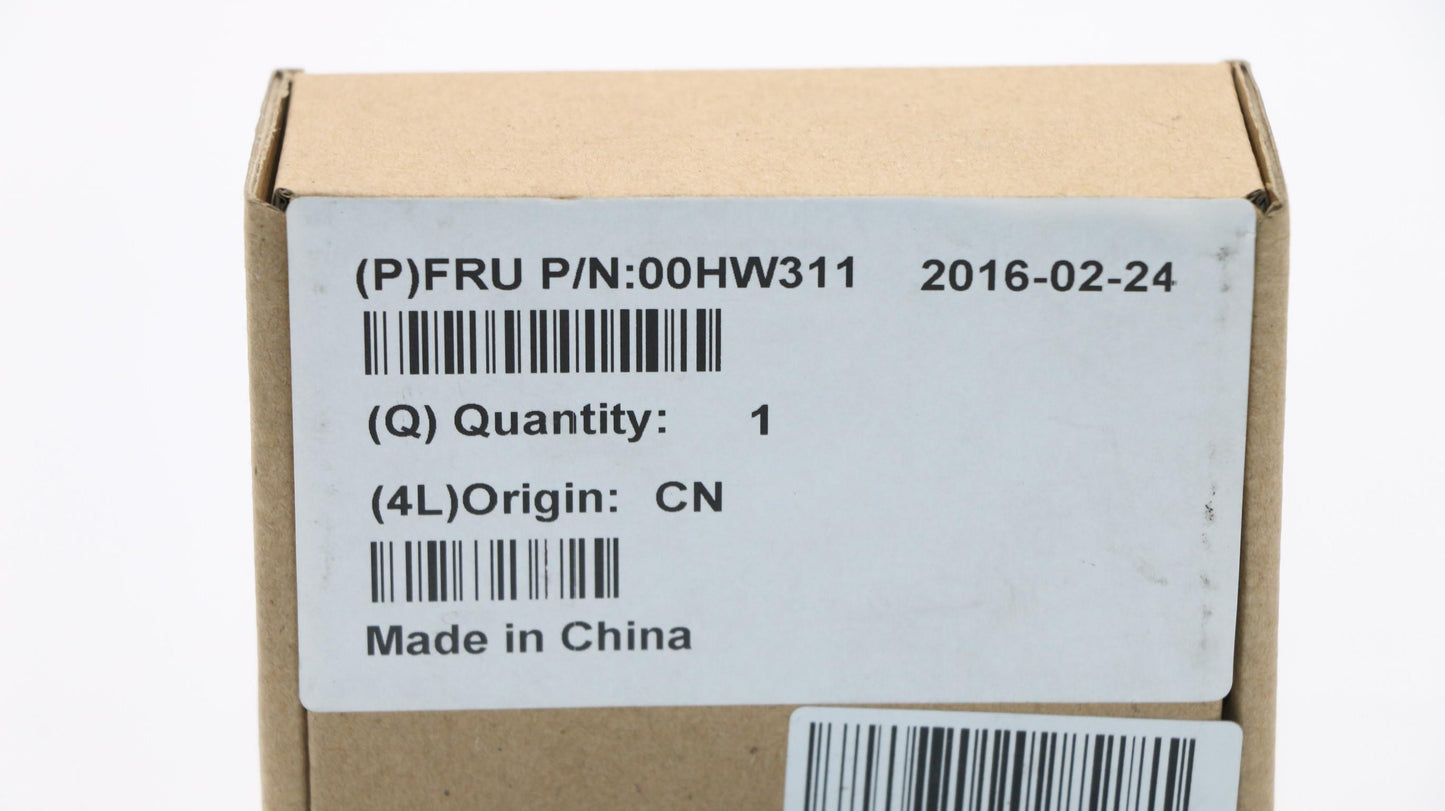 (P)FRU P/N:00HW311 2016-02-24
(Q) Quantity: 1
(4L)Origin: CN
Made in China